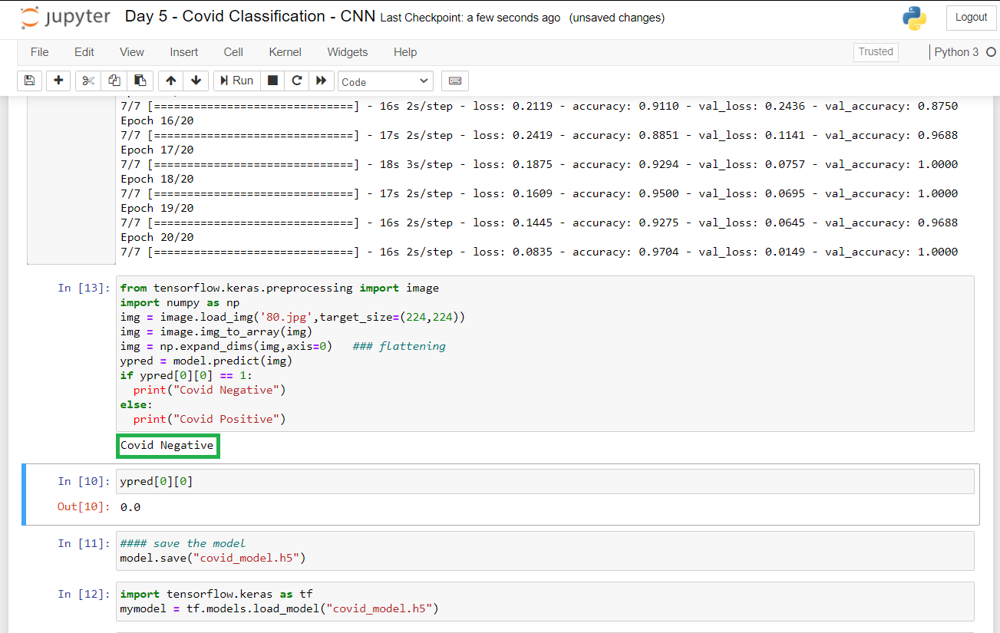 jupyter Day 5 - Covid Classification - CNN Last Checkpoint: a few seconds ago (unsaved changes) Logout
File Edit View Insert Cell Kernel Widgets Help Trusted Python 3
Run Code
7/7 [==============================] - 16s 2s/step - loss: 0.2119 - accuracy: 0.9110 - val_loss: 0.2436 - val_accuracy: 0.8750
Epoch 16/20
7/7 [==============================] - 17s 2s/step - loss: 0.2419 - accuracy: 0.8851 - val_loss: 0.1141 - val_accuracy: 0.9688
Epoch 17/20
7/7 [==============================] - 18s 3s/step - loss: 0.1875 - accuracy: 0.9294 - val_loss: 0.0757 - val_accuracy: 1.0000
Epoch 18/20
7/7 [==============================] - 17s 2s/step - loss: 0.1609 - accuracy: 0.9500 - val_loss: 0.0695 - val_accuracy: 1.0000
Epoch 19/20
7/7 [==============================] - 16s 2s/step - loss: 0.1445 - accuracy: 0.9275 - val_loss: 0.0645 - val_accuracy: 0.9688
Epoch 20/20
7/7 [==============================] - 16s 2s/step - loss: 0.0835 - accuracy: 0.9704 - val_loss: 0.0149 - val_accuracy: 1.0000
In [13]: from tensorflow.keras.preprocessing import image
import numpy as np
img = image.load_img('80.jpg',target_size=(224,224))
img = image.img_to_array(img)
img = np.expand_dims(img,axis=0)   ### flattening
ypred = model.predict(img)
if ypred[0][0] == 1:
  print("Covid Negative")
else:
  print("Covid Positive")
Covid Negative
In [10]: ypred[0][0]
Out[10]: 0.0
In [11]: #### save the model
model.save("covid_model.h5")
In [12]: import tensorflow.keras as tf
mymodel = tf.models.load_model("covid_model.h5")